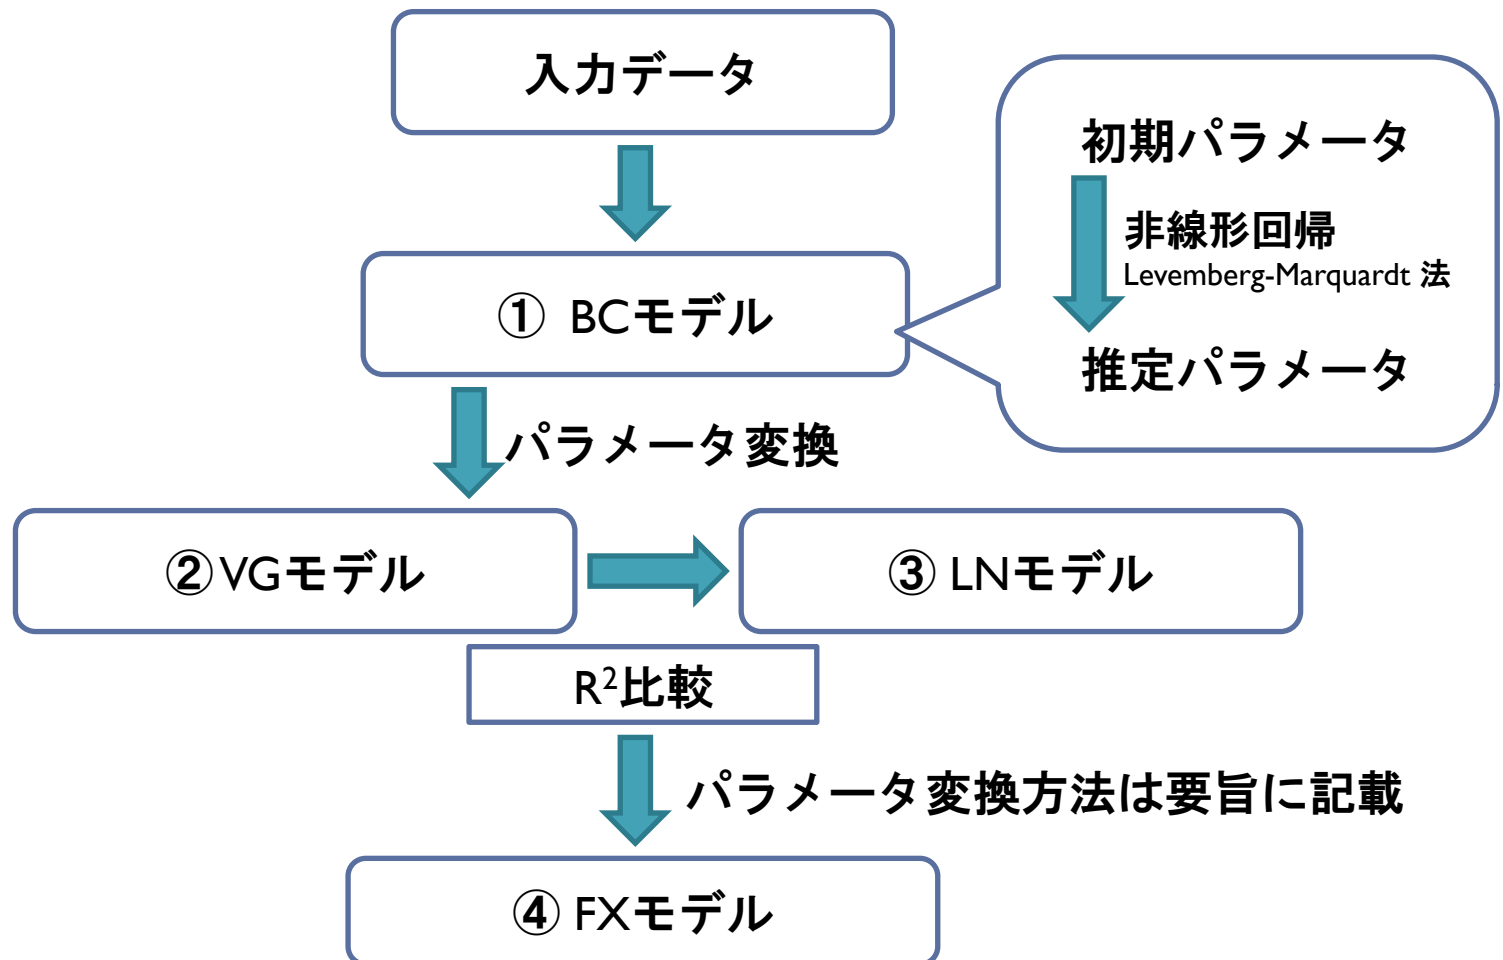 入力データ
初期パラメータ
非線形回帰
Levemberg-Marquardt 法
推定パラメータ
① BCモデル
パラメータ変換
②VGモデル
③ LNモデル
R²比較
パラメータ変換方法は要旨に記載
④ FXモデル